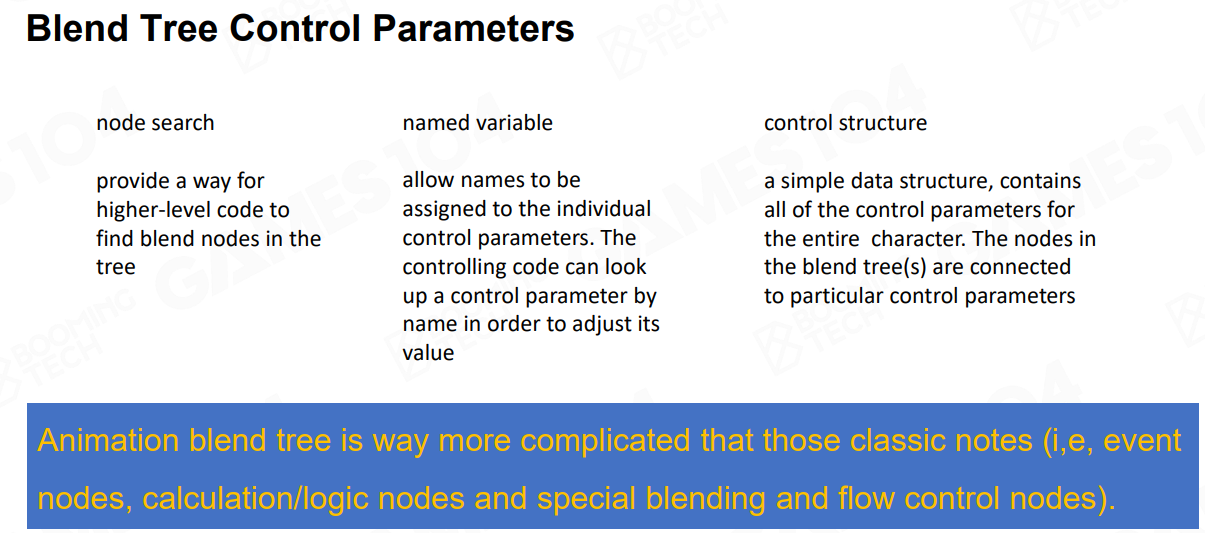 Blend Tree Control Parameters
node search
provide a way for
higher-level code to
find blend nodes in the
tree
named variable
allow names to be
assigned to the individual
control parameters. The
controlling code can look
up a control parameter by
name in order to adjust its
value
control structure
a simple data structure, contains
all of the control parameters for
the entire  character. The nodes in
the blend tree(s) are connected
to particular control parameters
Animation blend tree is way more complicated that those classic notes (i,e, event
nodes, calculation/logic nodes and special blending and flow control nodes).
BOOMING
TECH
GAMES104